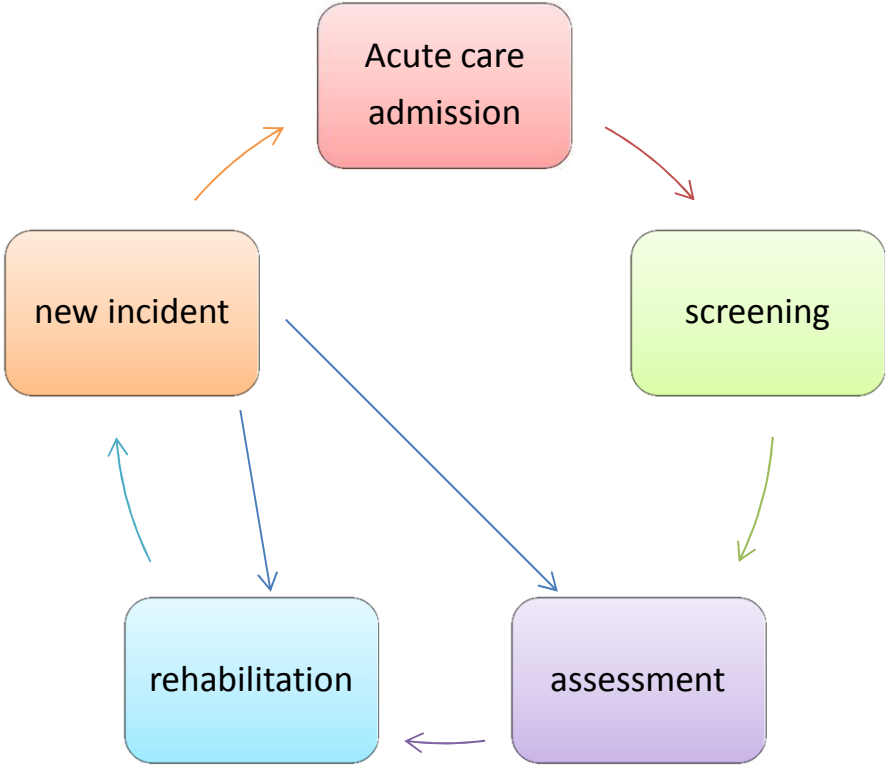 Acute care
admission
new incident
screening
rehabilitation
assessment